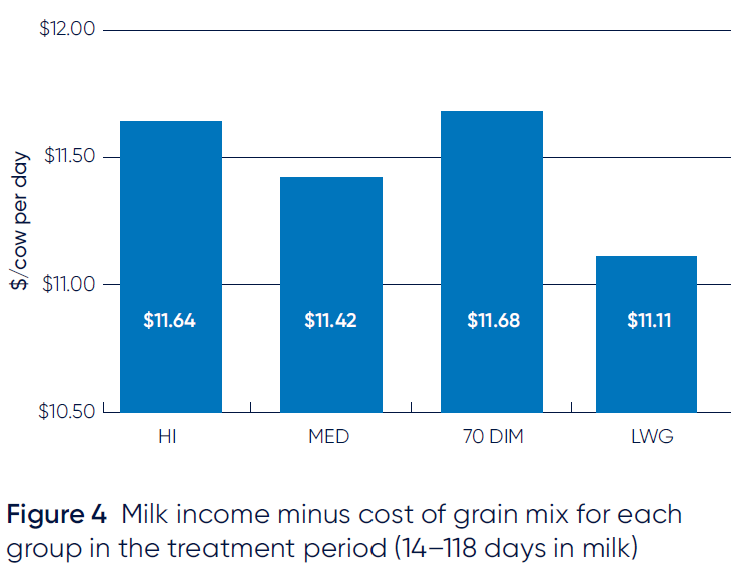 $12.00
$11.50
$11.00
$10.50
$/cow per day
$11.64
$11.42
$11.68
$11.11
HI
MED
70 DIM
LWG
Figure 4 Milk income minus cost of grain mix for each
group in the treatment period (14–118 days in milk)